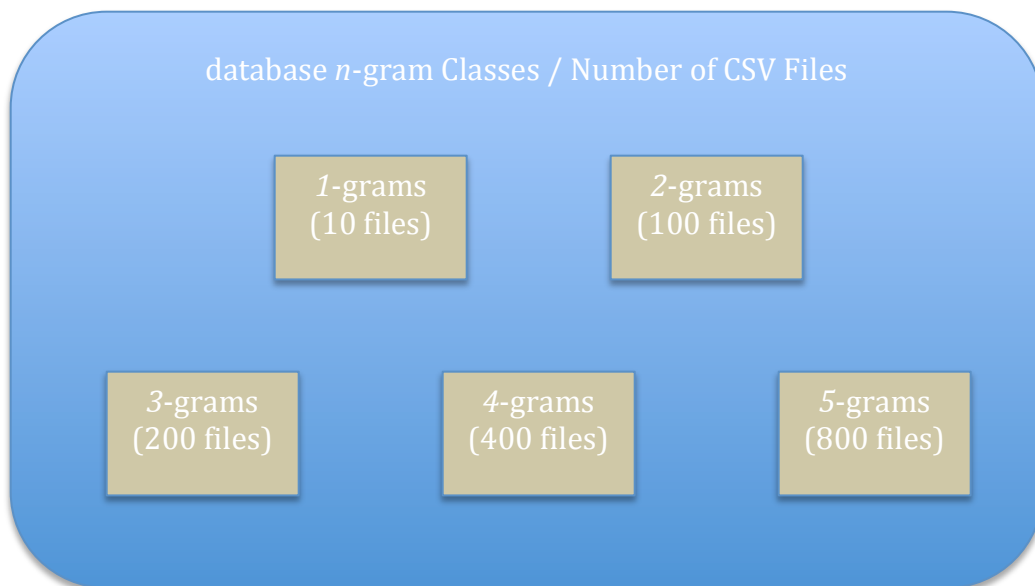 database n-gram Classes / Number of CSV Files
1-grams
(10 files)
2-grams
(100 files)
3-grams
(200 files)
4-grams
(400 files)
5-grams
(800 files)